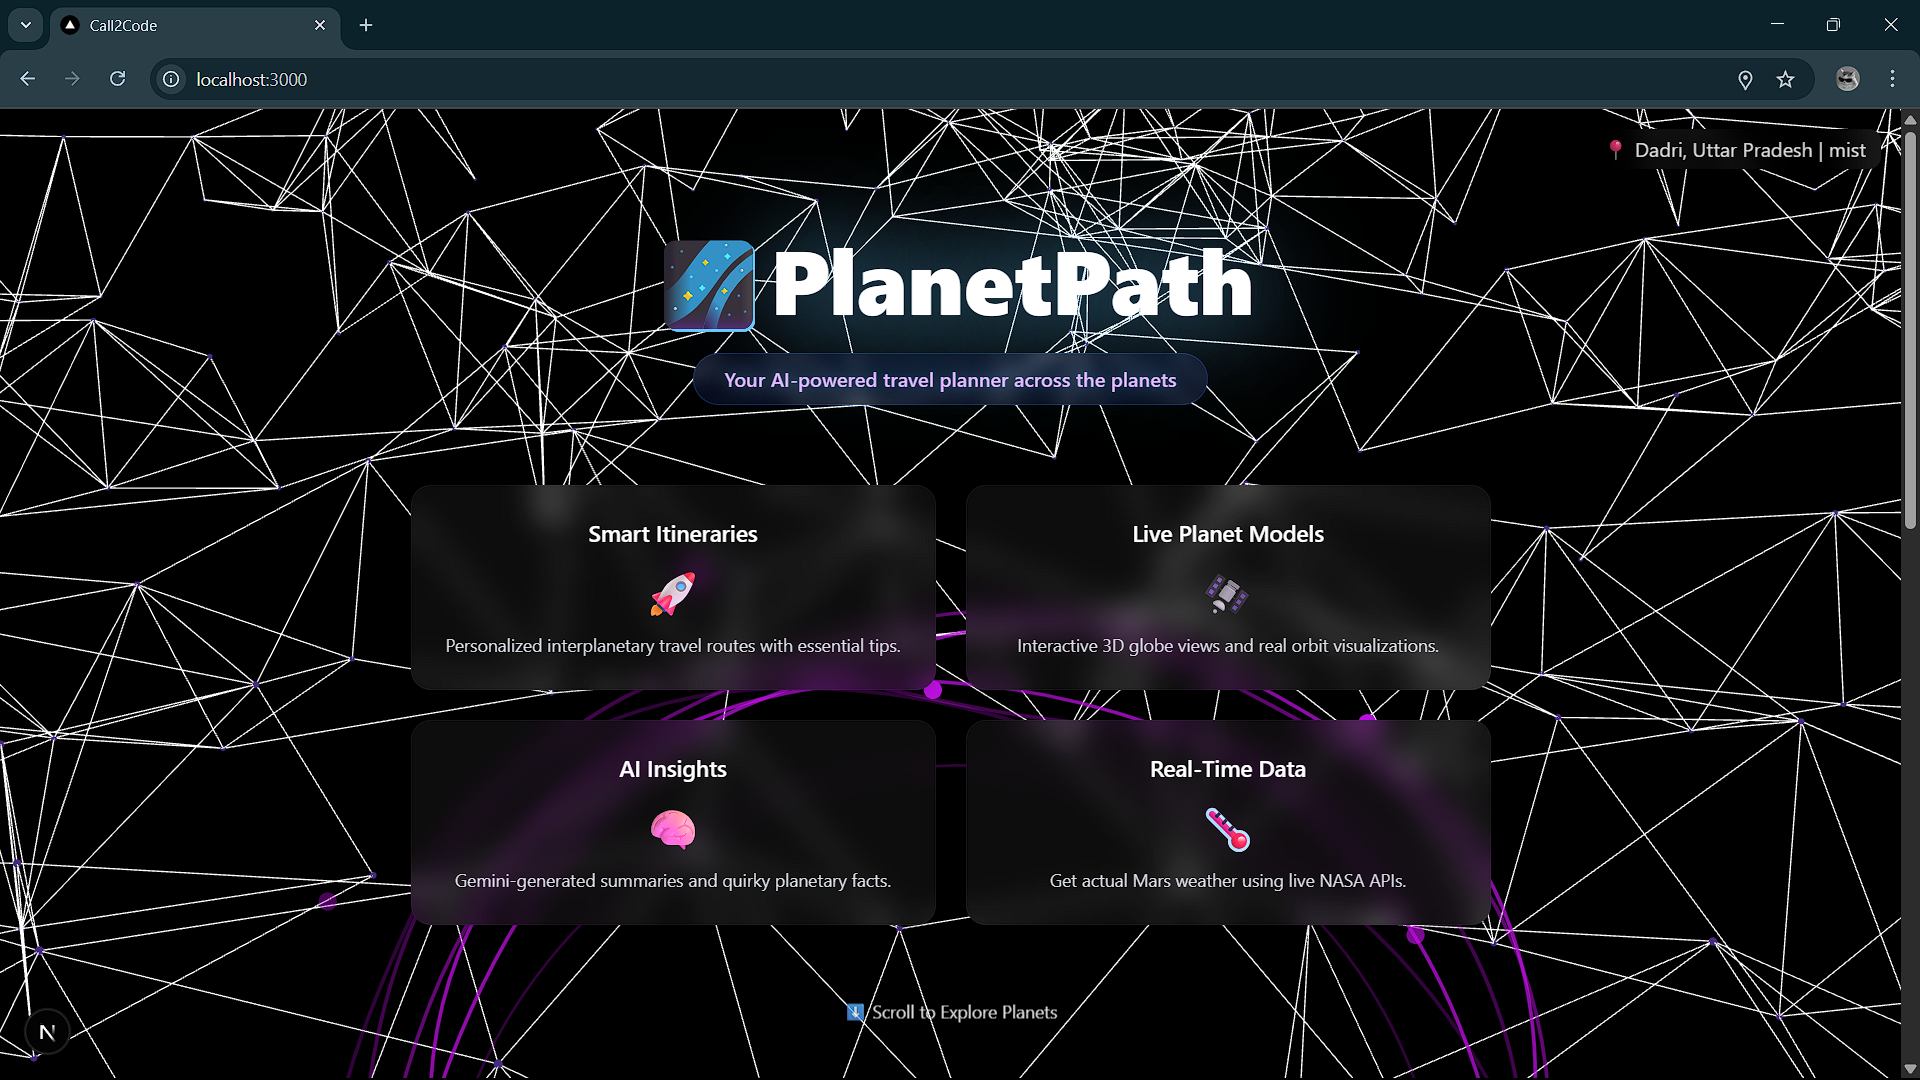 Call2Code
localhost:3000
📍 Dadri, Uttar Pradesh | mist
PlanetPath
Your AI-powered travel planner across the planets
Smart Itineraries
Personalized interplanetary travel routes with essential tips.
Live Planet Models
Interactive 3D globe views and real orbit visualizations.
AI Insights
Gemini-generated summaries and quirky planetary facts.
Real-Time Data
Get actual Mars weather using live NASA APIs.
⬇️ Scroll to Explore Planets
N